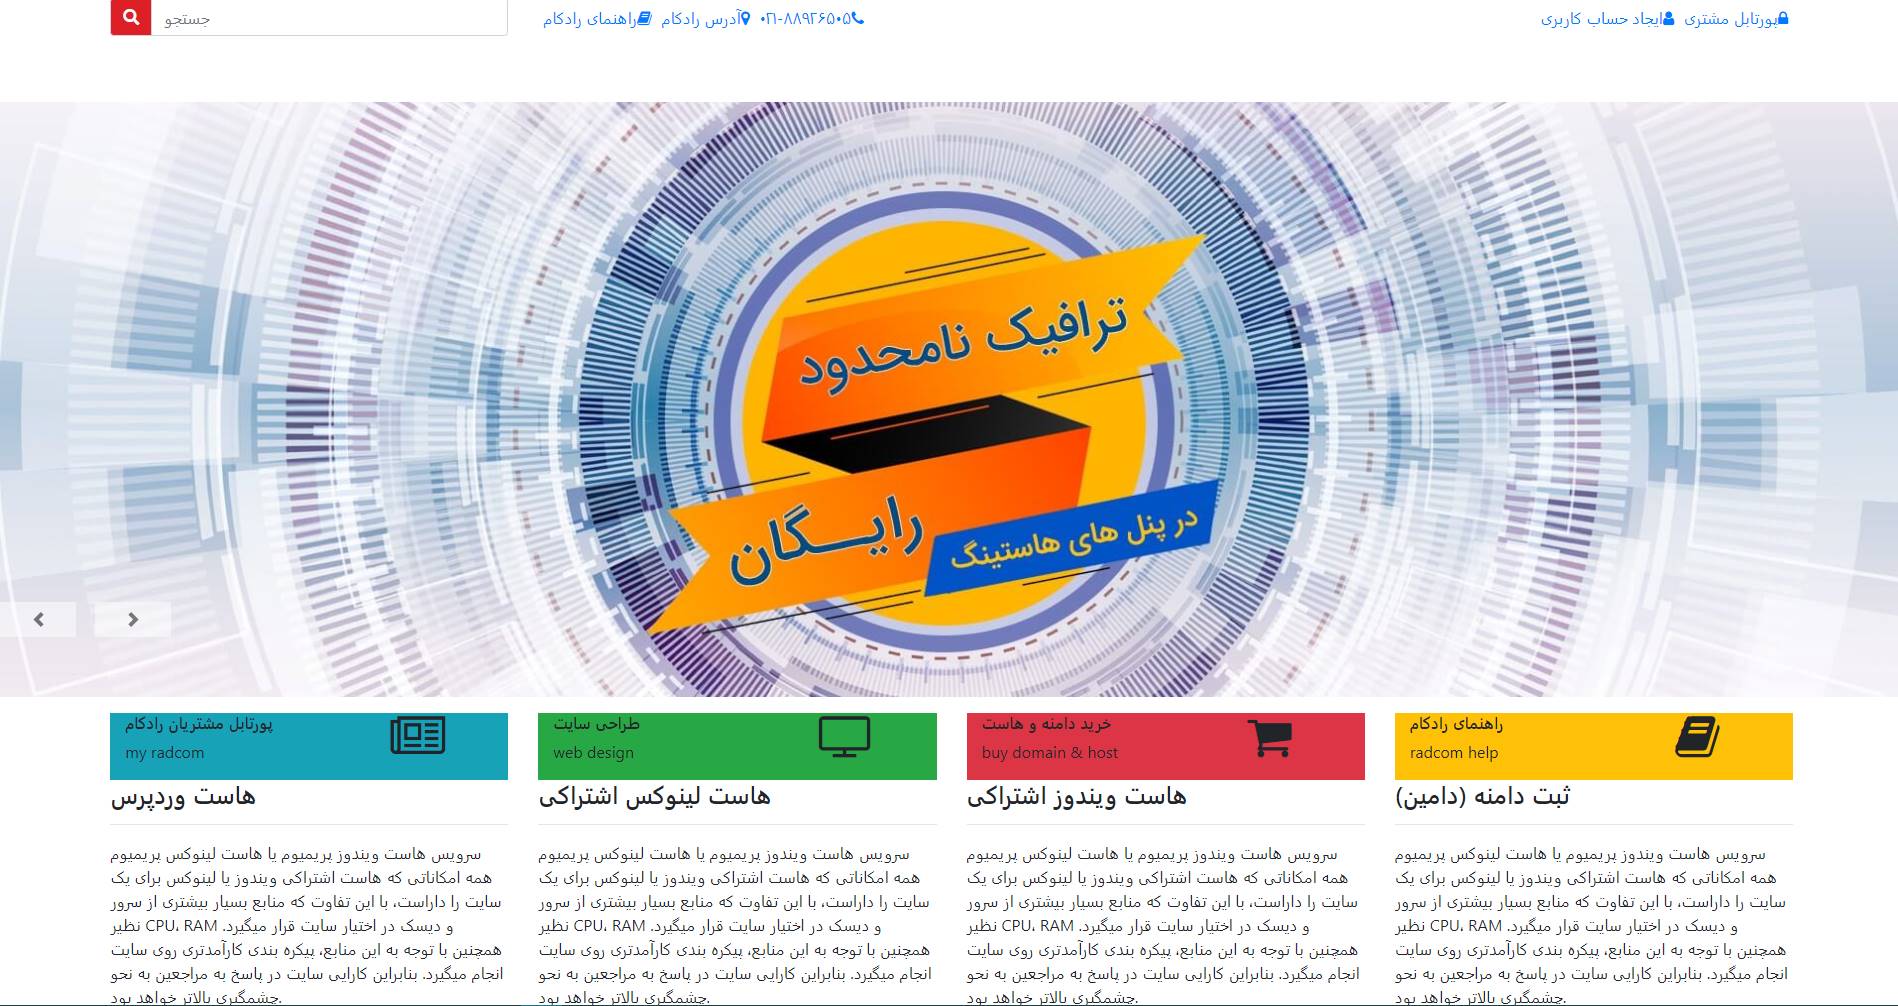 پورتابل مشتری ایجاد حساب کاربری
۰۲۱-۸۸۹۲۶۵۰۵ آدرس رادکام راهنمای رادکام
جستجو
ترافیک نامحدود
رایـــگان
در پنل های هاستینگ
راهنمای رادکام
radcom help
ثبت دامنه (دامین)
سرویس هاست ویندوز پریمیوم یا هاست لینوکس پریمیوم
همه امکاناتی که هاست اشتراکی ویندوز یا لینوکس برای یک
سایت را داراست، با این تفاوت که منابع بسیار بیشتری از سرور
نظیر CPU، RAM و دیسک در اختیار سایت قرار میگیرد.
همچنین با توجه به این منابع، پیکره بندی کارآمدتری روی سایت
انجام میگیرد. بنابراین کارایی سایت در پاسخ به مراجعین به نحو
چشمگیری بالاتر خواهد بود.
خرید دامنه و هاست
buy domain & host
هاست ویندوز اشتراکی
سرویس هاست ویندوز پریمیوم یا هاست لینوکس پریمیوم
همه امکاناتی که هاست اشتراکی ویندوز یا لینوکس برای یک
سایت را داراست، با این تفاوت که منابع بسیار بیشتری از سرور
نظیر CPU، RAM و دیسک در اختیار سایت قرار میگیرد.
همچنین با توجه به این منابع، پیکره بندی کارآمدتری روی سایت
انجام میگیرد. بنابراین کارایی سایت در پاسخ به مراجعین به نحو
چشمگیری بالاتر خواهد بود.
طراحی سایت
web design
هاست لینوکس اشتراکی
سرویس هاست ویندوز پریمیوم یا هاست لینوکس پریمیوم
همه امکاناتی که هاست اشتراکی ویندوز یا لینوکس برای یک
سایت را داراست، با این تفاوت که منابع بسیار بیشتری از سرور
نظیر CPU، RAM و دیسک در اختیار سایت قرار میگیرد.
همچنین با توجه به این منابع، پیکره بندی کارآمدتری روی سایت
انجام میگیرد. بنابراین کارایی سایت در پاسخ به مراجعین به نحو
چشمگیری بالاتر خواهد بود.
پورتابل مشتریان رادکام
my radcom
هاست وردپرس
سرویس هاست ویندوز پریمیوم یا هاست لینوکس پریمیوم
همه امکاناتی که هاست اشتراکی ویندوز یا لینوکس برای یک
سایت را داراست، با این تفاوت که منابع بسیار بیشتری از سرور
نظیر CPU، RAM و دیسک در اختیار سایت قرار میگیرد.
همچنین با توجه به این منابع، پیکره بندی کارآمدتری روی سایت
انجام میگیرد. بنابراین کارایی سایت در پاسخ به مراجعین به نحو
چشمگیری بالاتر خواهد بود.